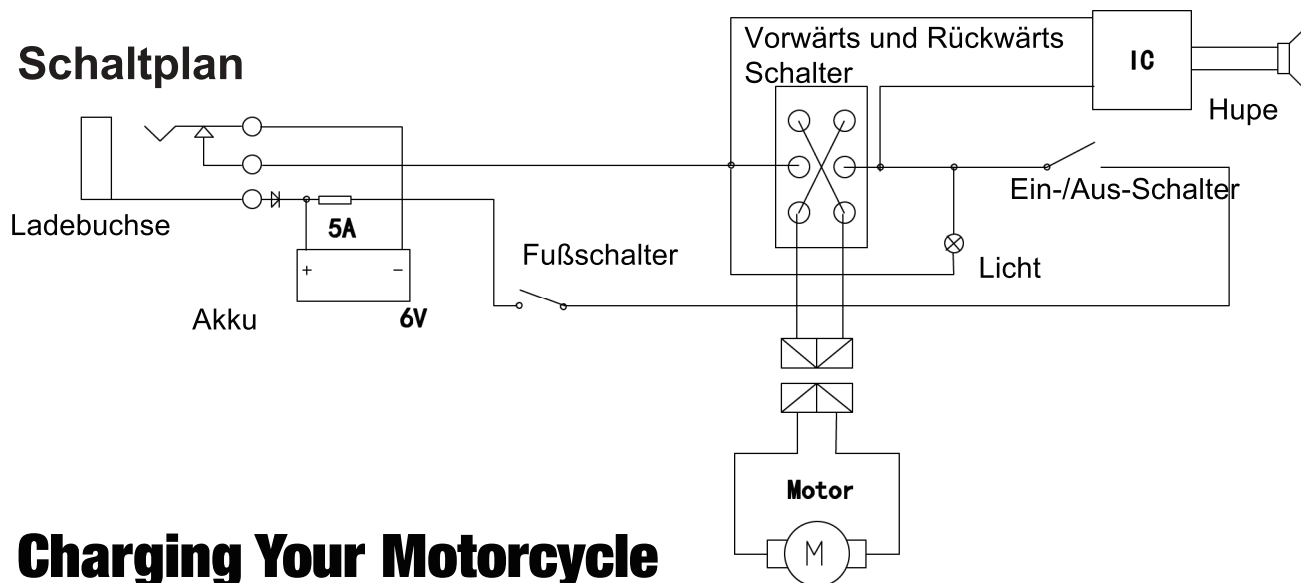 Schaltplan
Vorwärts und Rückwärts
Schalter
IC
Hupe
Ein-/Aus-Schalter
Ladebuchse
5A
+
−
Fußschalter
Licht
Akku
6V
Motor
M
Charging Your Motorcycle